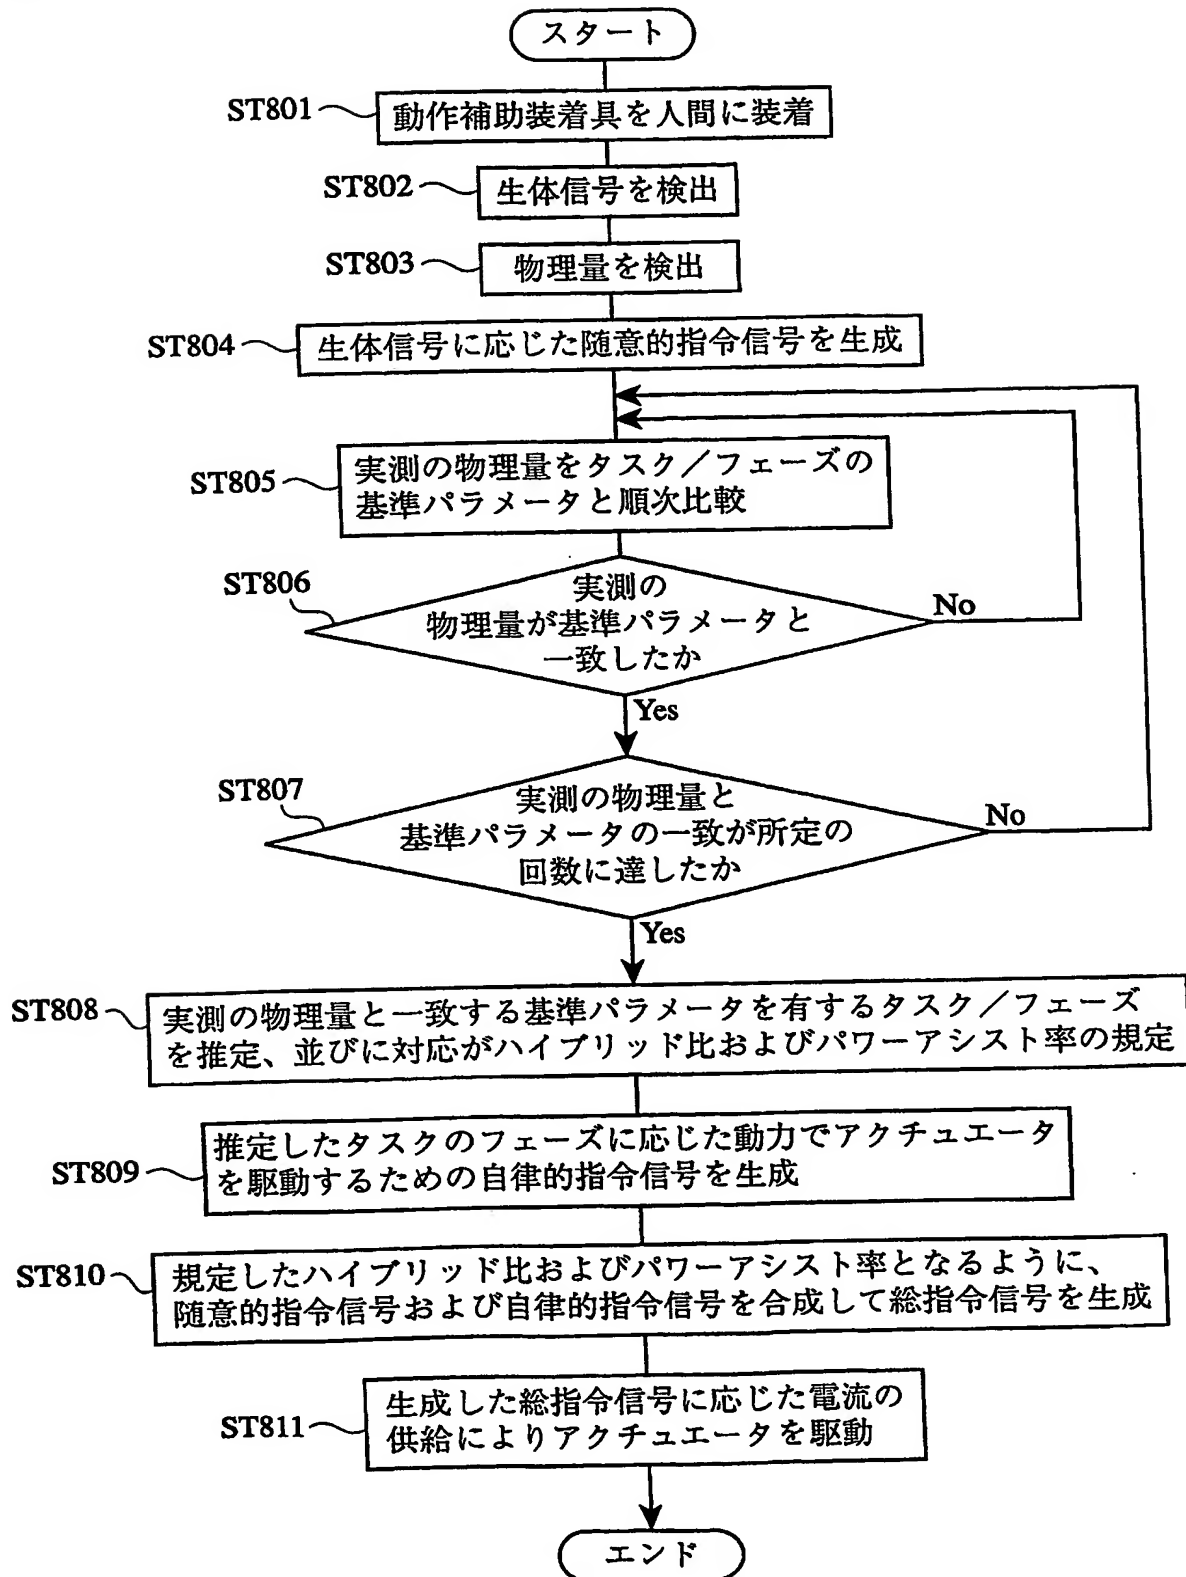 スタート
ST801
動作補助装着具を人間に装着
ST802
生体信号を検出
ST803
物理量を検出
ST804
生体信号に応じた随意的指令信号を生成
ST805
実測の物理量をタスク／フェーズの
基準パラメータと順次比較
ST806
実測の
物理量が基準パラメータと
一致したか
No
Yes
ST807
実測の物理量と
基準パラメータの一致が所定の
回数に達したか
No
Yes
ST808
実測の物理量と一致する基準パラメータを有するタスク／フェーズ
を推定、並びに対応がハイブリッド比およびパワーアシスト率の規定
ST809
推定したタスクのフェーズに応じた動力でアクチュエータ
を駆動するための自律的指令信号を生成
ST810
規定したハイブリッド比およびパワーアシスト率となるように、
随意的指令信号および自律的指令信号を合成して総指令信号を生成
ST811
生成した総指令信号に応じた電流の
供給によりアクチュエータを駆動
エンド